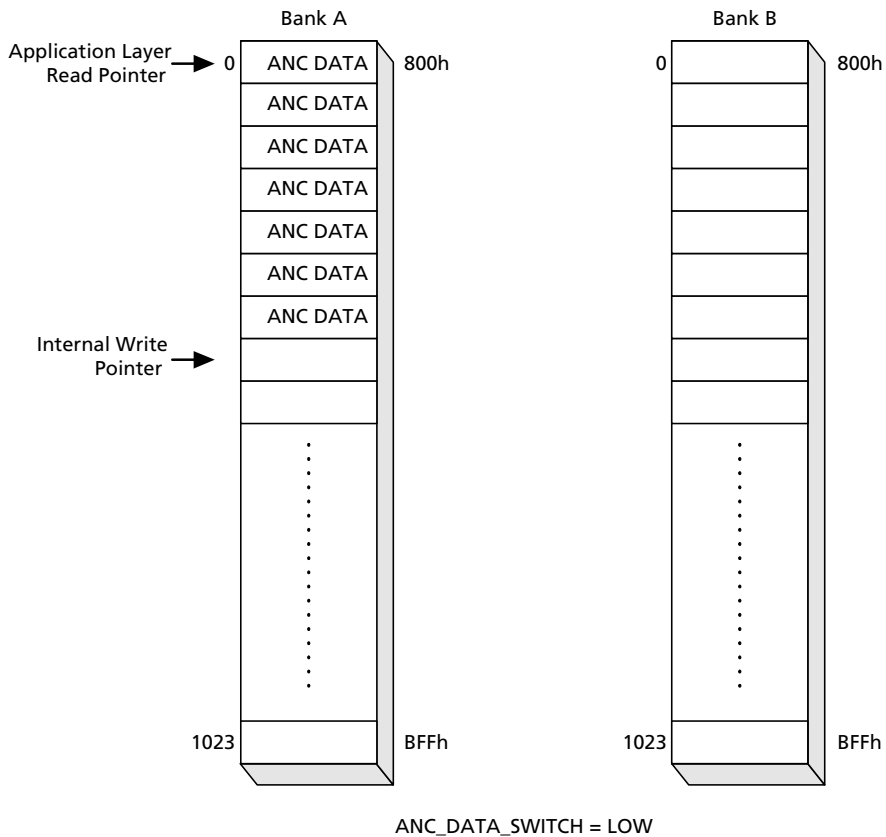 Bank A
Bank B
Application Layer
Read Pointer
0
ANC DATA
800h
0
800h
ANC DATA
ANC DATA
ANC DATA
ANC DATA
ANC DATA
ANC DATA
Internal Write
Pointer
1023
BFFh
1023
BFFh
ANC_DATA_SWITCH = LOW